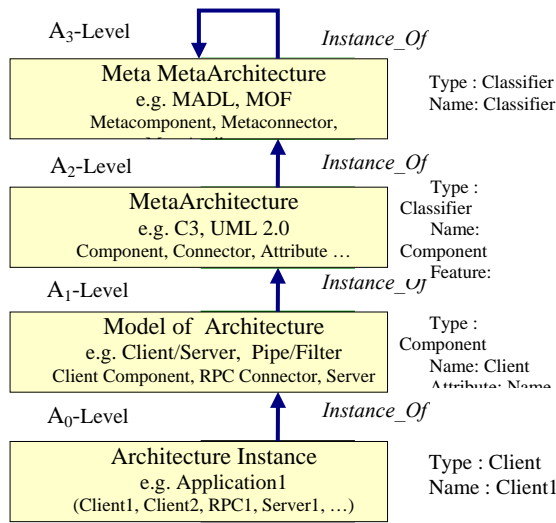 A3-Level
Instance_Of
Meta MetaArchitecture
e.g. MADL, MOF
Metacomponent, Metaconnector,
Type : Classifier
Name: Classifier
A2-Level
Instance_Of
MetaArchitecture
e.g. C3, UML 2.0
Component, Connector, Attribute …
Type :
Classifier
Name:
Component
Feature:
A1-Level
Instance_Of
Model of Architecture
e.g. Client/Server, Pipe/Filter
Client Component, RPC Connector, Server
Type :
Component
Name: Client
Attribute: Name
A0-Level
Instance_Of
Architecture Instance
e.g. Application1
(Client1, Client2, RPC1, Server1, …)
Type : Client
Name : Client1